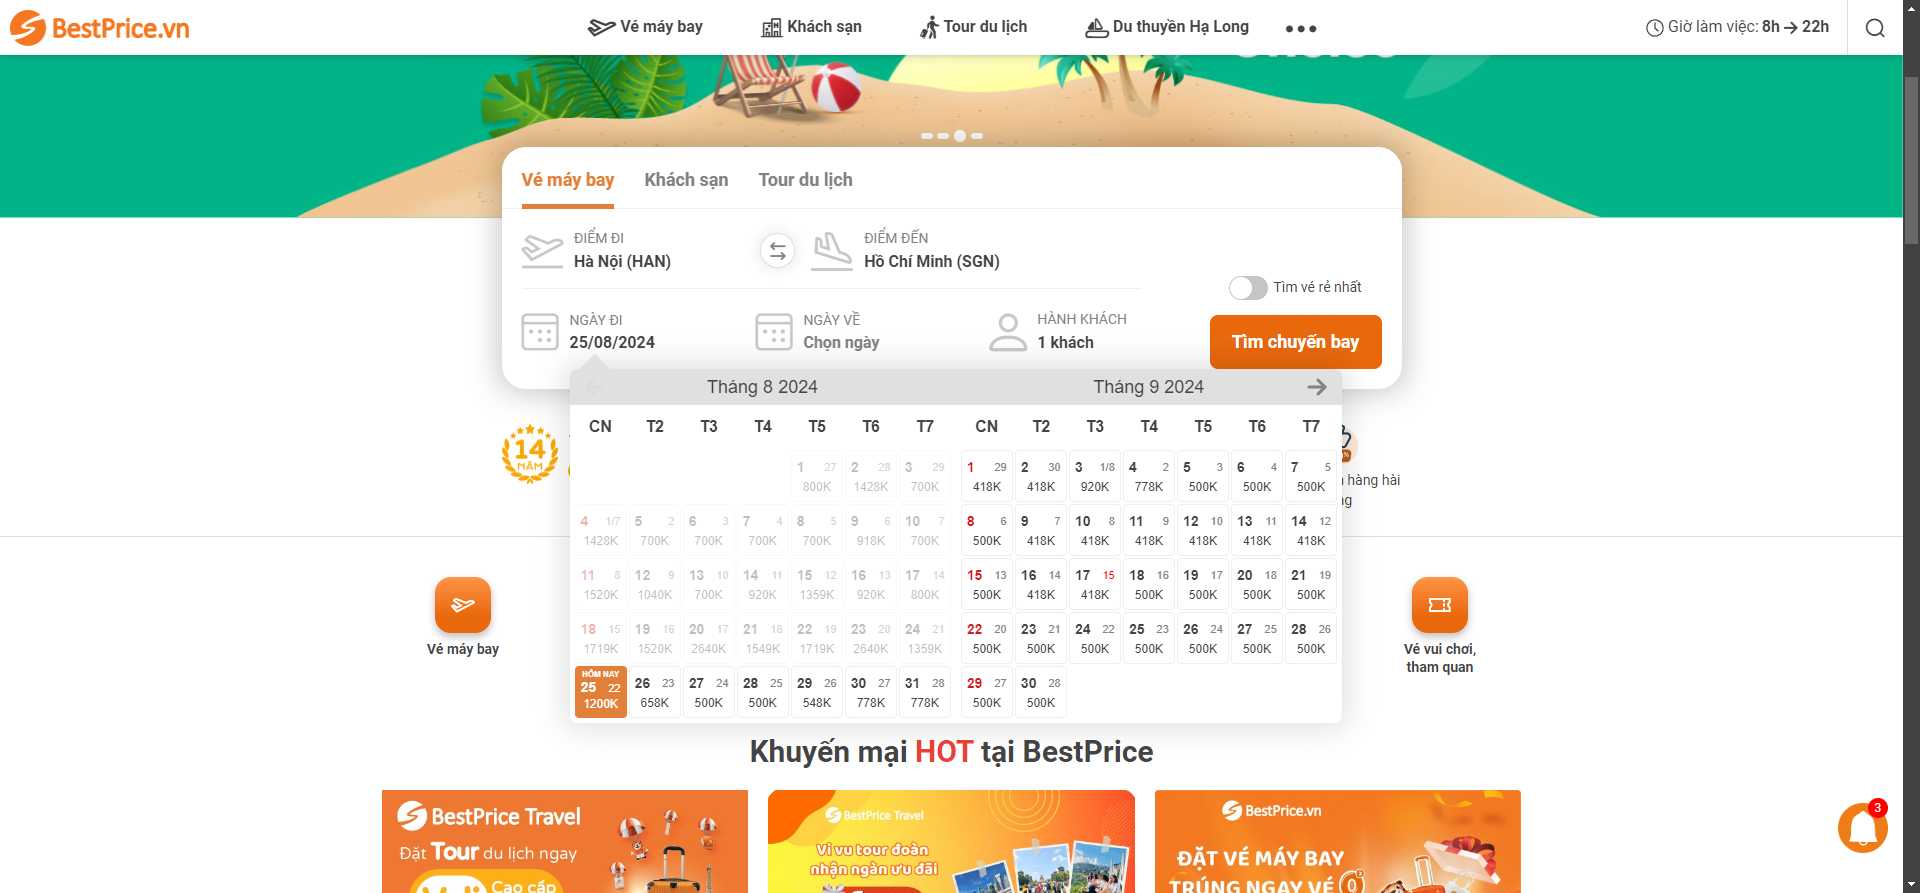 BestPrice.vn
Vé máy bay
Khách sạn
Tour du lịch
Du thuyền Hạ Long
Giờ làm việc: 8h → 22h
Vé máy bay
Khách sạn
Tour du lịch
ĐIỂM ĐI
Hà Nội (HAN)
ĐIỂM ĐẾN
Hồ Chí Minh (SGN)
Tìm vé rẻ nhất
NGÀY ĐI
25/08/2024
NGÀY VỀ
Chọn ngày
HÀNH KHÁCH
1 khách
Tìm chuyến bay
Tháng 8 2024
Tháng 9 2024
CN T2 T3 T4 T5 T6 T7
1 27 2 28 3 29
800K 1428K 700K
4 1/7 5 2 6 3 7 4 8 5 9 6 10 7
1428K 700K 700K 700K 700K 918K 700K
11 8 12 9 13 10 14 11 15 12 16 13 17 14
1520K 1040K 700K 920K 1359K 920K 800K
18 15 19 16 20 17 21 18 22 19 23 20 24 21
1719K 1520K 2640K 1549K 1719K 2640K 1359K
HÔM NAY
25 22 26 23 27 24 28 25 29 26 30 27 31 28
1200K 658K 500K 500K 548K 778K 778K
CN T2 T3 T4 T5 T6 T7
1 29 2 30 3 1/8 4 2 5 3 6 4 7 5
418K 418K 920K 778K 500K 500K 500K
8 6 9 7 10 8 11 9 12 10 13 11 14 12
500K 418K 418K 418K 418K 418K 418K
15 13 16 14 17 15 18 16 19 17 20 18 21 19
500K 418K 418K 500K 500K 500K 500K
22 20 23 21 24 22 25 23 26 24 27 25 28 26
500K 500K 500K 500K 500K 500K 500K
29 27 30 28
500K 500K
14
NĂM
hàng hài
Vé máy bay
Vé vui chơi,
tham quan
Khuyến mại HOT tại BestPrice
BestPrice Travel
Đặt Tour du lịch ngay
Cao cấp
BestPrice Travel
Vi vu tour đoàn
nhận ngàn ưu đãi
BestPrice.vn
ĐẶT VÉ MÁY BAY
TRÚNG NGAY VÉ 0đ
3